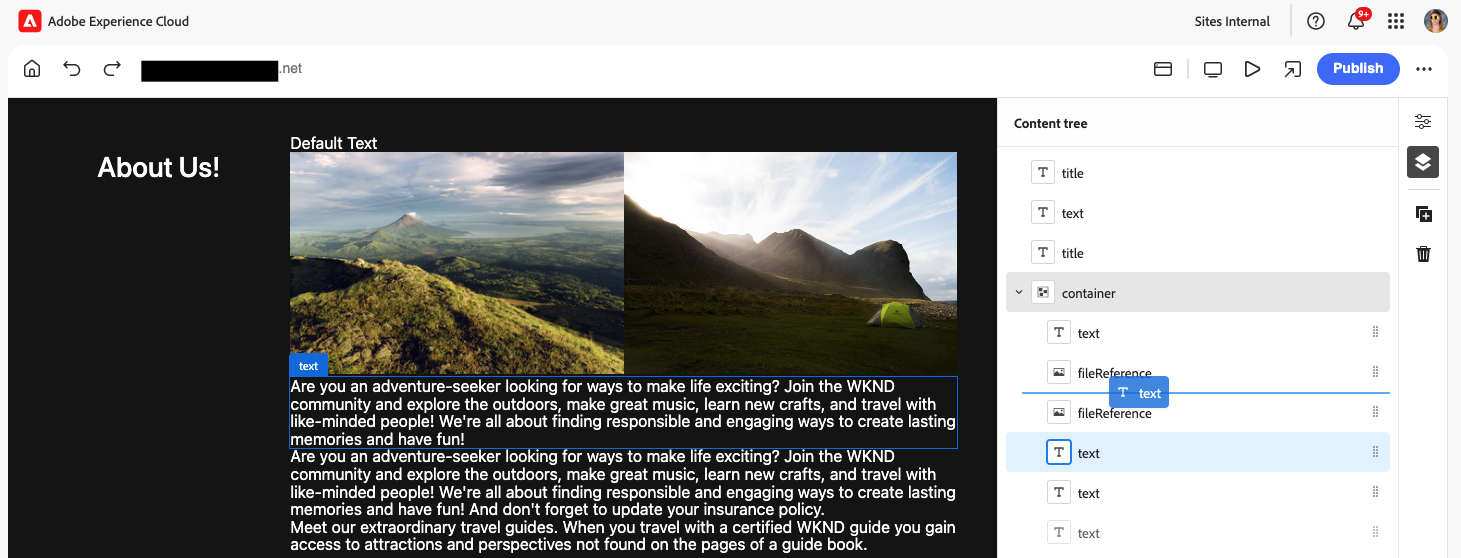 Adobe Experience Cloud
Sites Internal
9+
.net
Publish
About Us!
Default Text
text
Are you an adventure-seeker looking for ways to make life exciting? Join the WKND
community and explore the outdoors, make great music, learn new crafts, and travel with
like-minded people! We're all about finding responsible and engaging ways to create lasting
memories and have fun!
Are you an adventure-seeker looking for ways to make life exciting? Join the WKND
community and explore the outdoors, make great music, learn new crafts, and travel with
like-minded people! We're all about finding responsible and engaging ways to create lasting
memories and have fun! And don't forget to update your insurance policy.
Meet our extraordinary travel guides. When you travel with a certified WKND guide you gain
access to attractions and perspectives not found on the pages of a guide book.
Content tree
T title
T text
T title
container
T text
fileReference
T text
fileReference
T text
T text
T text